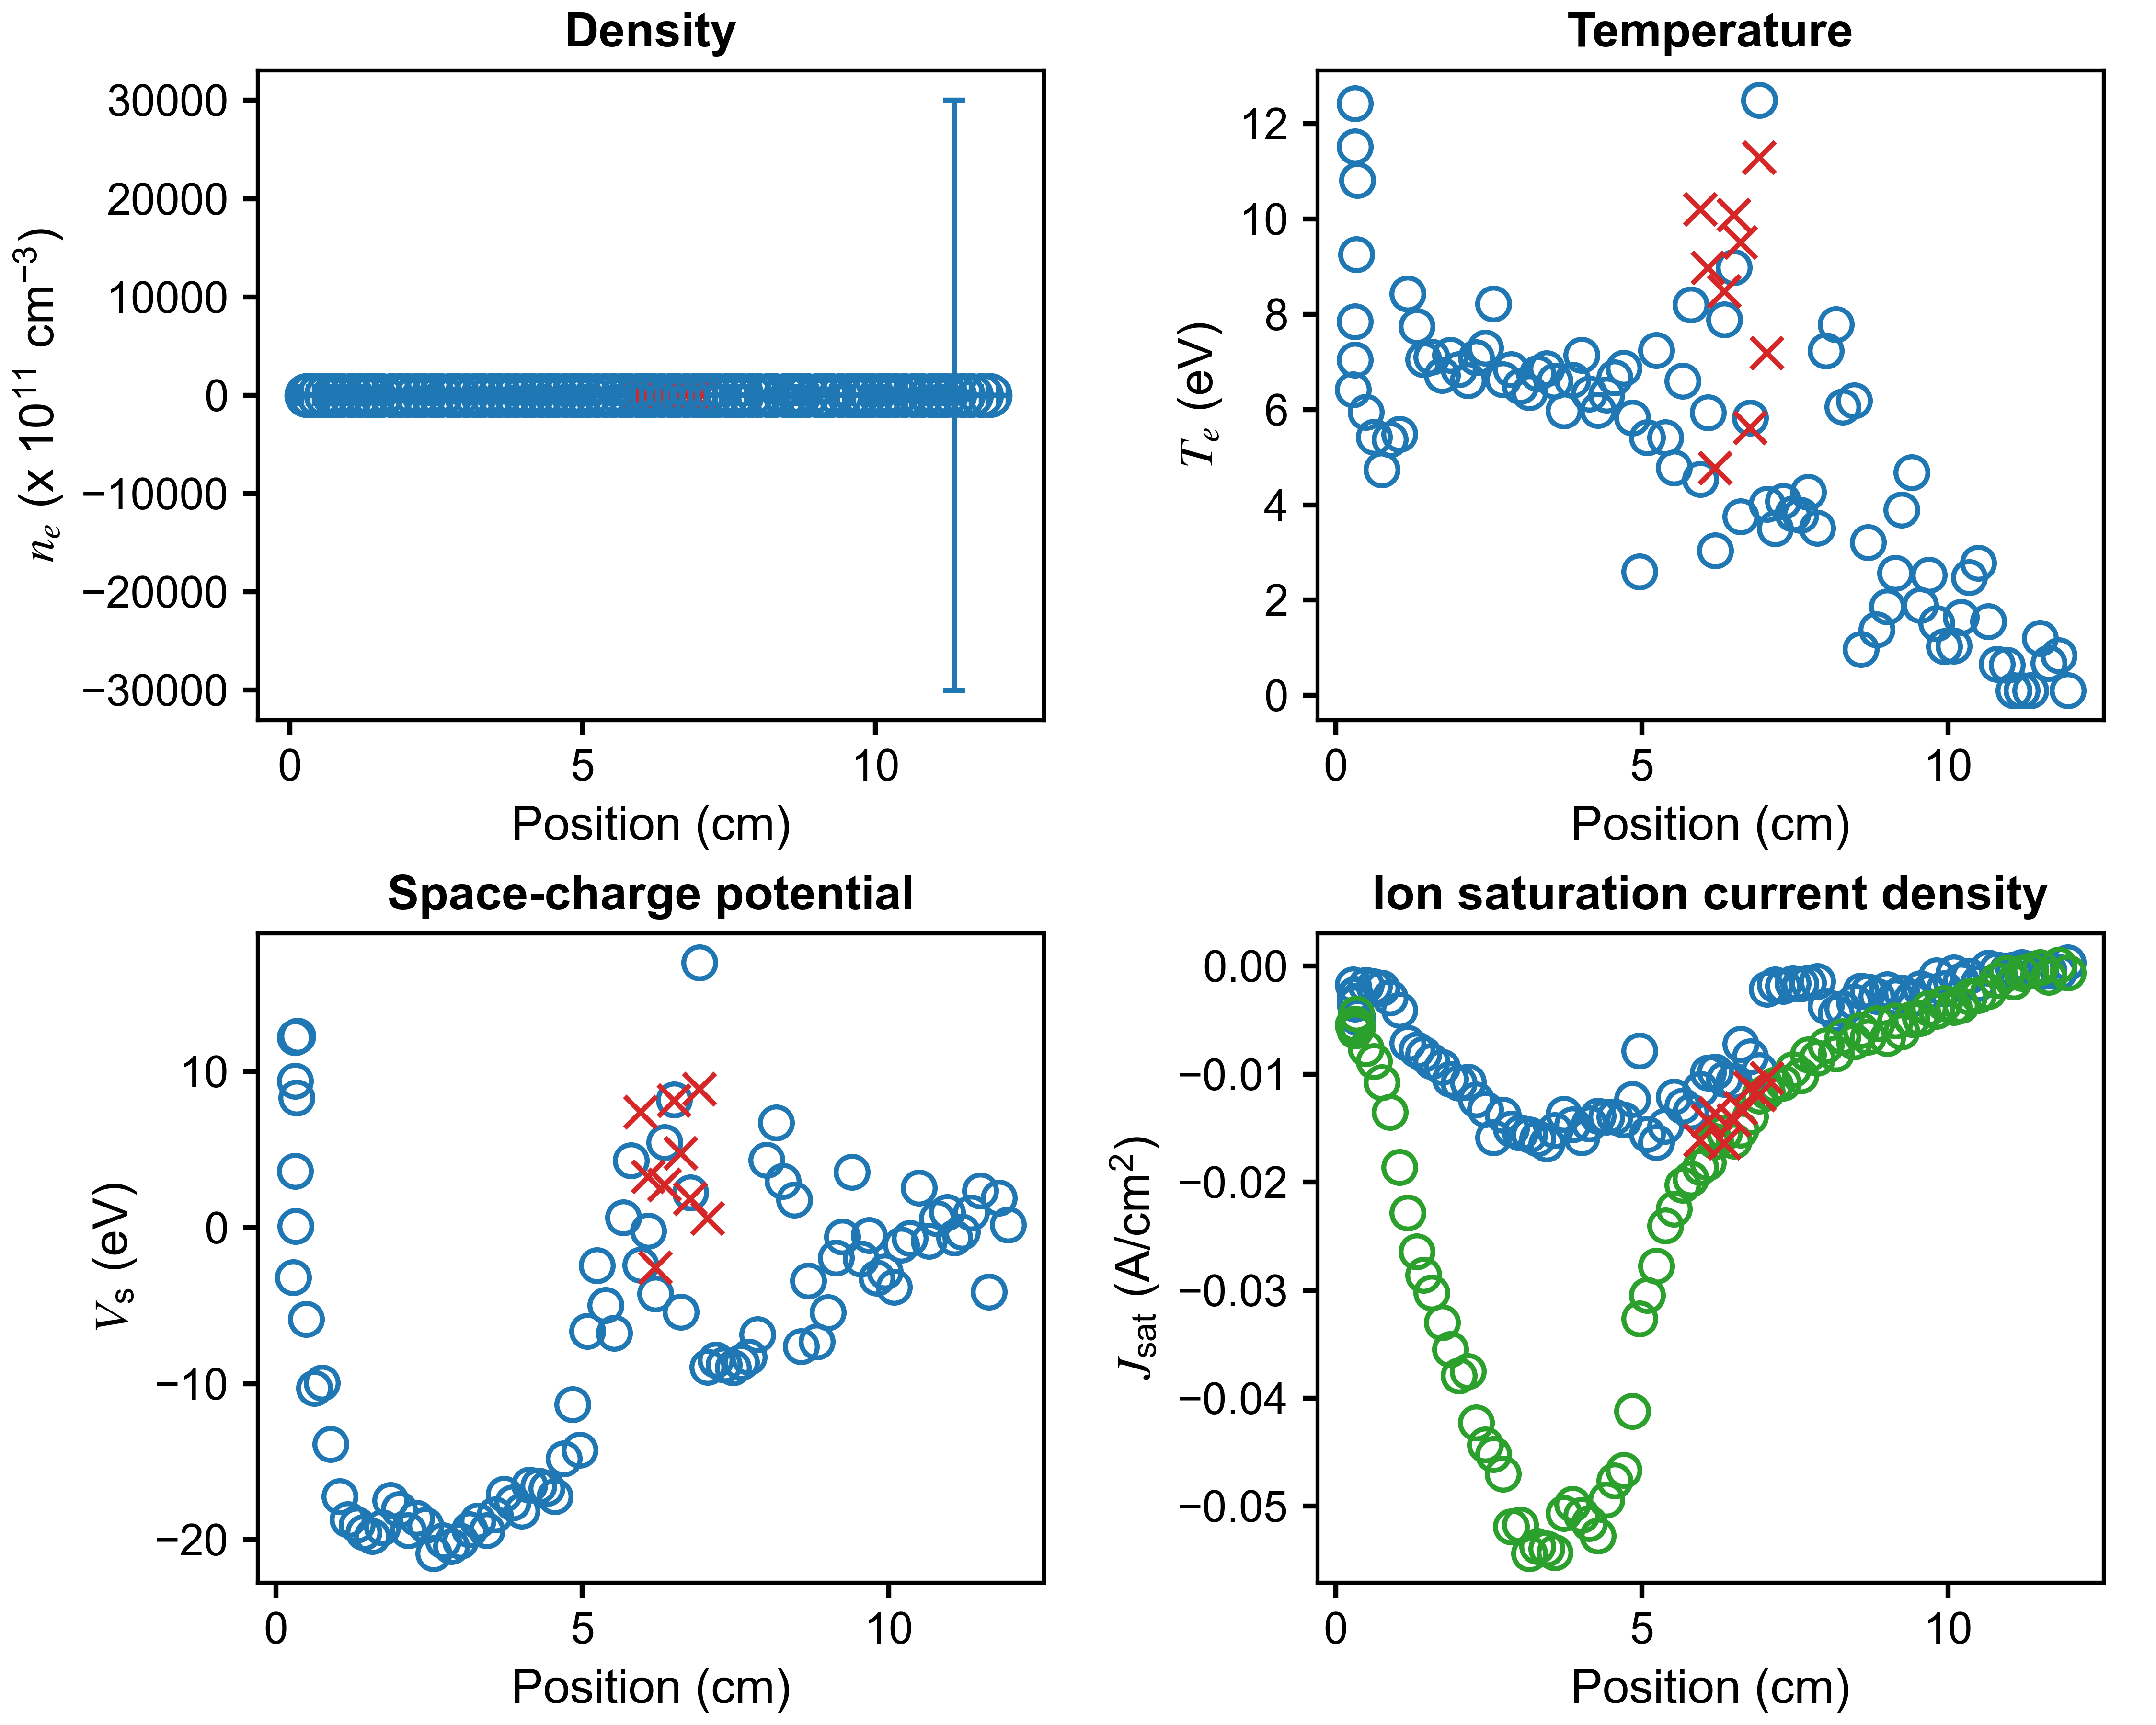 Density
30000
20000
10000
0
−10000
−20000
−30000
n_e (x 10^11 cm^−3)
0 5 10
Position (cm)
Temperature
12
10
8
6
4
2
0
T_e (eV)
0 5 10
Position (cm)
Space-charge potential
10
0
−10
−20
V_s (eV)
0 5 10
Position (cm)
Ion saturation current density
0.00
−0.01
−0.02
−0.03
−0.04
−0.05
J_sat (A/cm^2)
0 5 10
Position (cm)